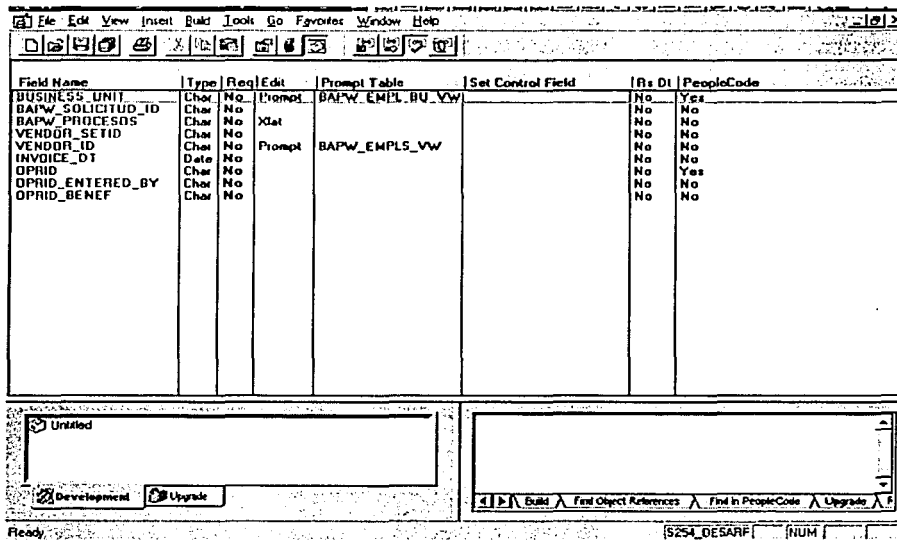 File Edit View Insert Build Tools Go Favorites Window Help
Field Name Type Req Edit Prompt Table Set Control Field Rs Dt PeopleCode
BUSINESS_UNIT Char No Prompt BAPW_EMPL_BU_VW No Yes
BAPW_SOLICITUD_ID Char No No No
BAPW_PROCESOS Char No Xlat No No
VENDOR_SETID Char No No No
VENDOR_ID Char No Prompt BAPW_EMPLS_VW No No
INVOICE_DT Date No No No
OPRID Char No No Yes
OPRID_ENTERED_BY Char No No No
OPRID_BENEF Char No No No
Untitled
Development Upgrade
Build Find Object References Find in PeopleCode Upgrade
Ready NUM